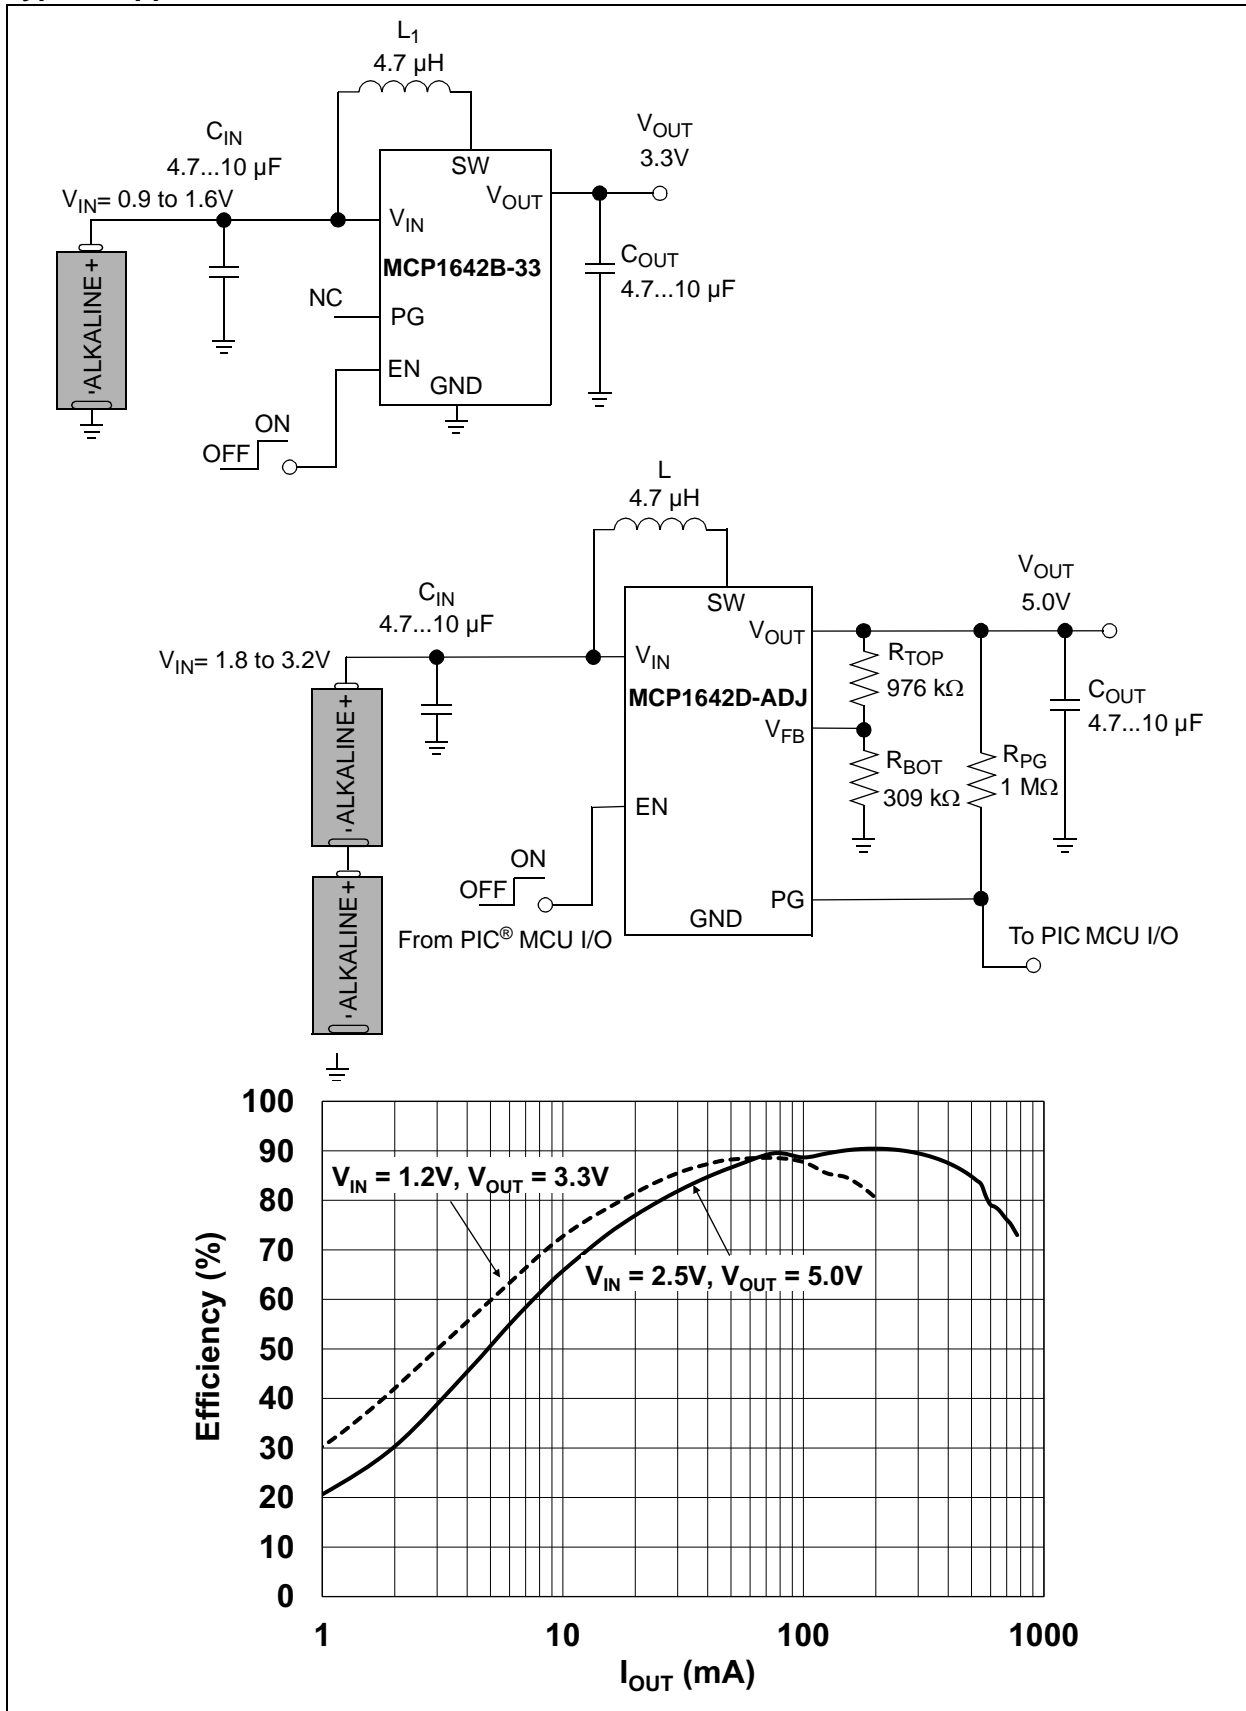 L1
4.7 µH
CIN
4.7...10 µF
VIN= 0.9 to 1.6V
VOUT
3.3V
SW
VOUT
VIN
MCP1642B-33
COUT
4.7...10 µF
NC
PG
EN
GND
ON
OFF
-ALKALINE+
L
4.7 µH
CIN
4.7...10 µF
VIN= 1.8 to 3.2V
VOUT
5.0V
SW
VOUT
VIN
MCP1642D-ADJ
VFB
RTOP
976 kΩ
COUT
4.7...10 µF
RBOT
309 kΩ
RPG
1 MΩ
EN
ON
OFF
From PIC® MCU I/O
PG
GND
To PIC MCU I/O
-ALKALINE+
-ALKALINE+
100
90
80
70
60
50
40
30
20
10
0
Efficiency (%)
VIN = 1.2V, VOUT = 3.3V
VIN = 2.5V, VOUT = 5.0V
1 10 100 1000
IOUT (mA)